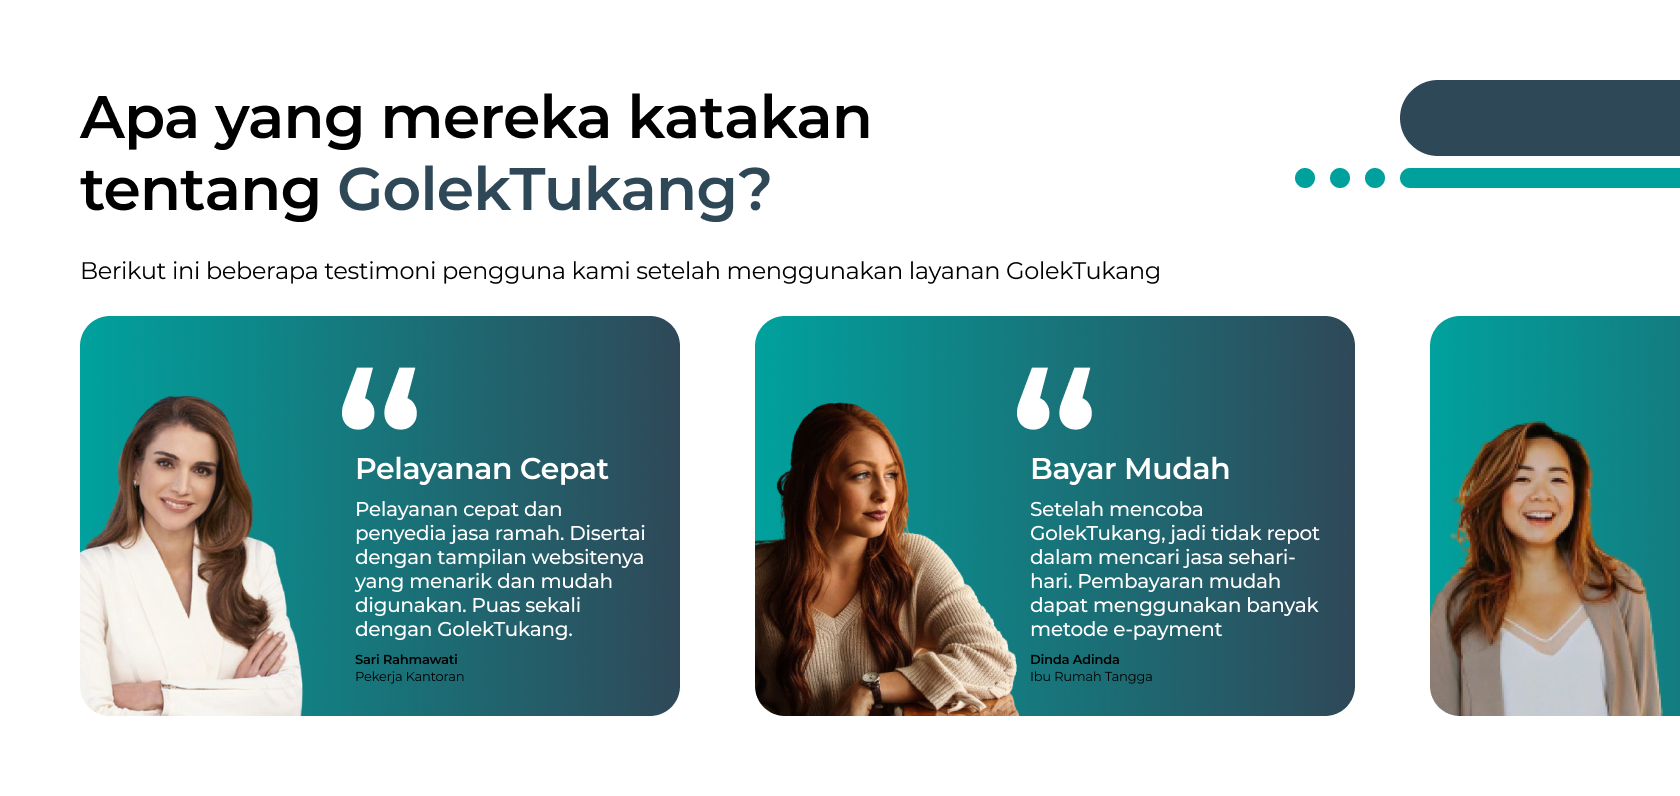 Apa yang mereka katakan
tentang GolekTukang?
Berikut ini beberapa testimoni pengguna kami setelah menggunakan layanan GolekTukang
“
Pelayanan Cepat
Pelayanan cepat dan
penyedia jasa ramah. Disertai
dengan tampilan websitenya
yang menarik dan mudah
digunakan. Puas sekali
dengan GolekTukang.
Sari Rahmawati
Pekerja Kantoran
“
Bayar Mudah
Setelah mencoba
GolekTukang, jadi tidak repot
dalam mencari jasa sehari-
hari. Pembayaran mudah
dapat menggunakan banyak
metode e-payment
Dinda Adinda
Ibu Rumah Tangga